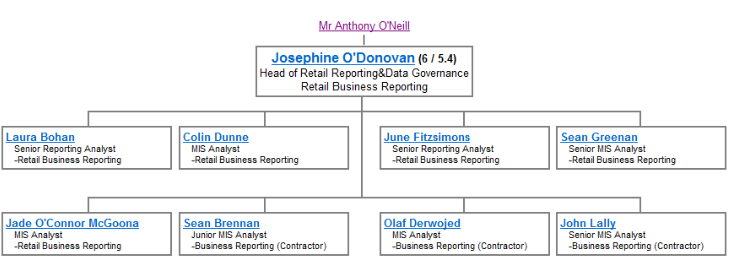 Mr Anthony O'Neill
Josephine O'Donovan (6 / 5.4)
Head of Retail Reporting&Data Governance
Retail Business Reporting
Laura Bohan
Senior Reporting Analyst
-Retail Business Reporting
Colin Dunne
MIS Analyst
-Retail Business Reporting
June Fitzsimons
Senior Reporting Analyst
-Retail Business Reporting
Sean Greenan
Senior MIS Analyst
-Retail Business Reporting
Jade O'Connor McGoona
MIS Analyst
-Retail Business Reporting
Sean Brennan
Junior MIS Analyst
-Business Reporting (Contractor)
Olaf Derwojed
MIS Analyst
-Business Reporting (Contractor)
John Lally
Senior MIS Analyst
-Business Reporting (Contractor)